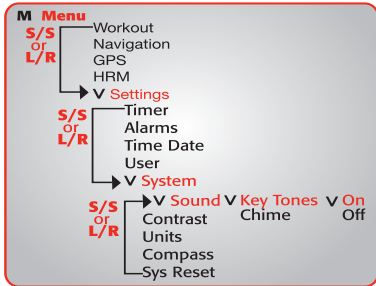 M Menu
S/S or L/R
Workout
Navigation
GPS
HRM
V Settings
S/S or L/R
Timer
Alarms
Time Date
User
V System
S/S or L/R
V Sound V Key Tones V On
Contrast Chime Off
Units
Compass
Sys Reset